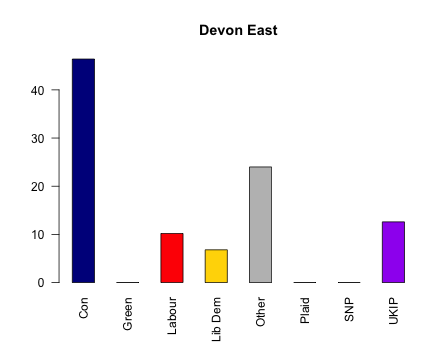 Devon East
40
30
20
10
0
Con
Green
Labour
Lib Dem
Other
Plaid
SNP
UKIP